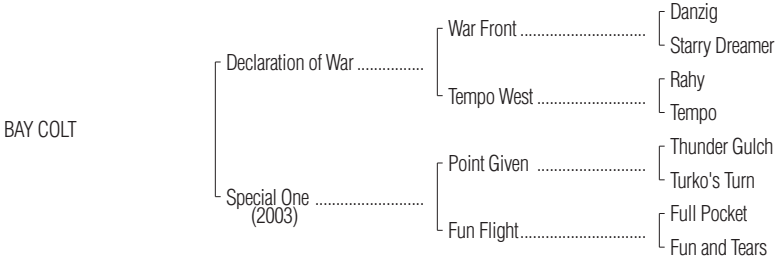 Danzig
War Front ..............................
Starry Dreamer
Declaration of War ................
Rahy
Tempo West ..........................
Tempo
BAY COLT
Thunder Gulch
Point Given ..........................
Turko's Turn
Special One ..........................
(2003)
Full Pocket
Fun Flight..............................
Fun and Tears